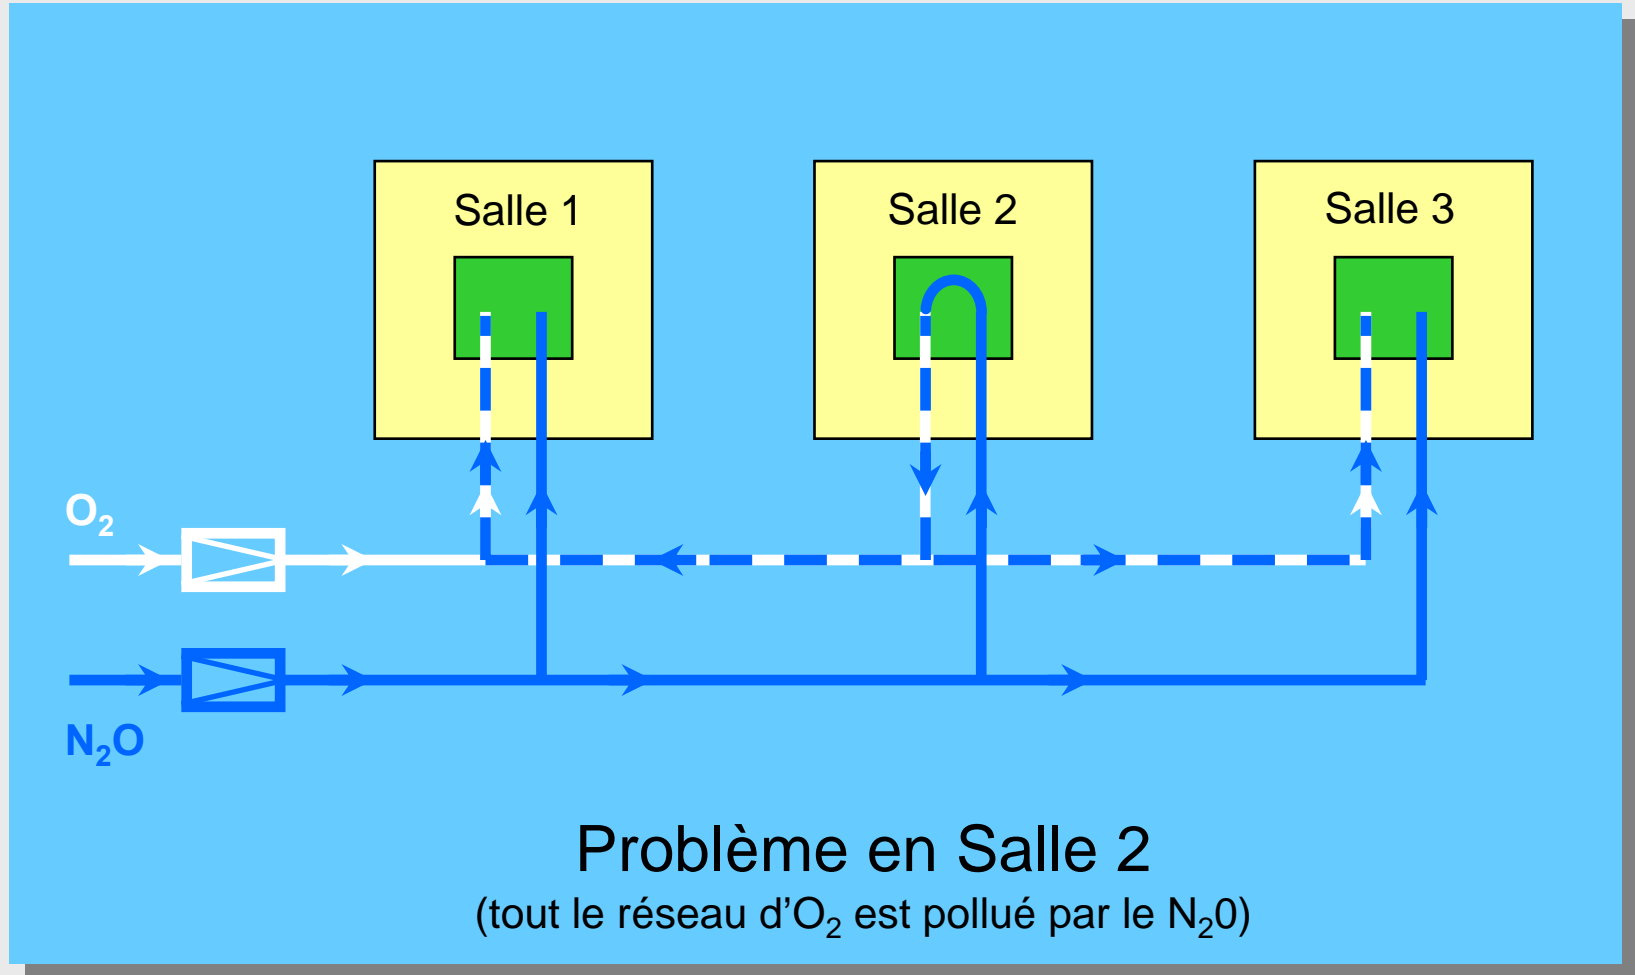 Salle 1
Salle 2
Salle 3
O₂
N₂O
Problème en Salle 2
(tout le réseau d’O₂ est pollué par le N₂0)